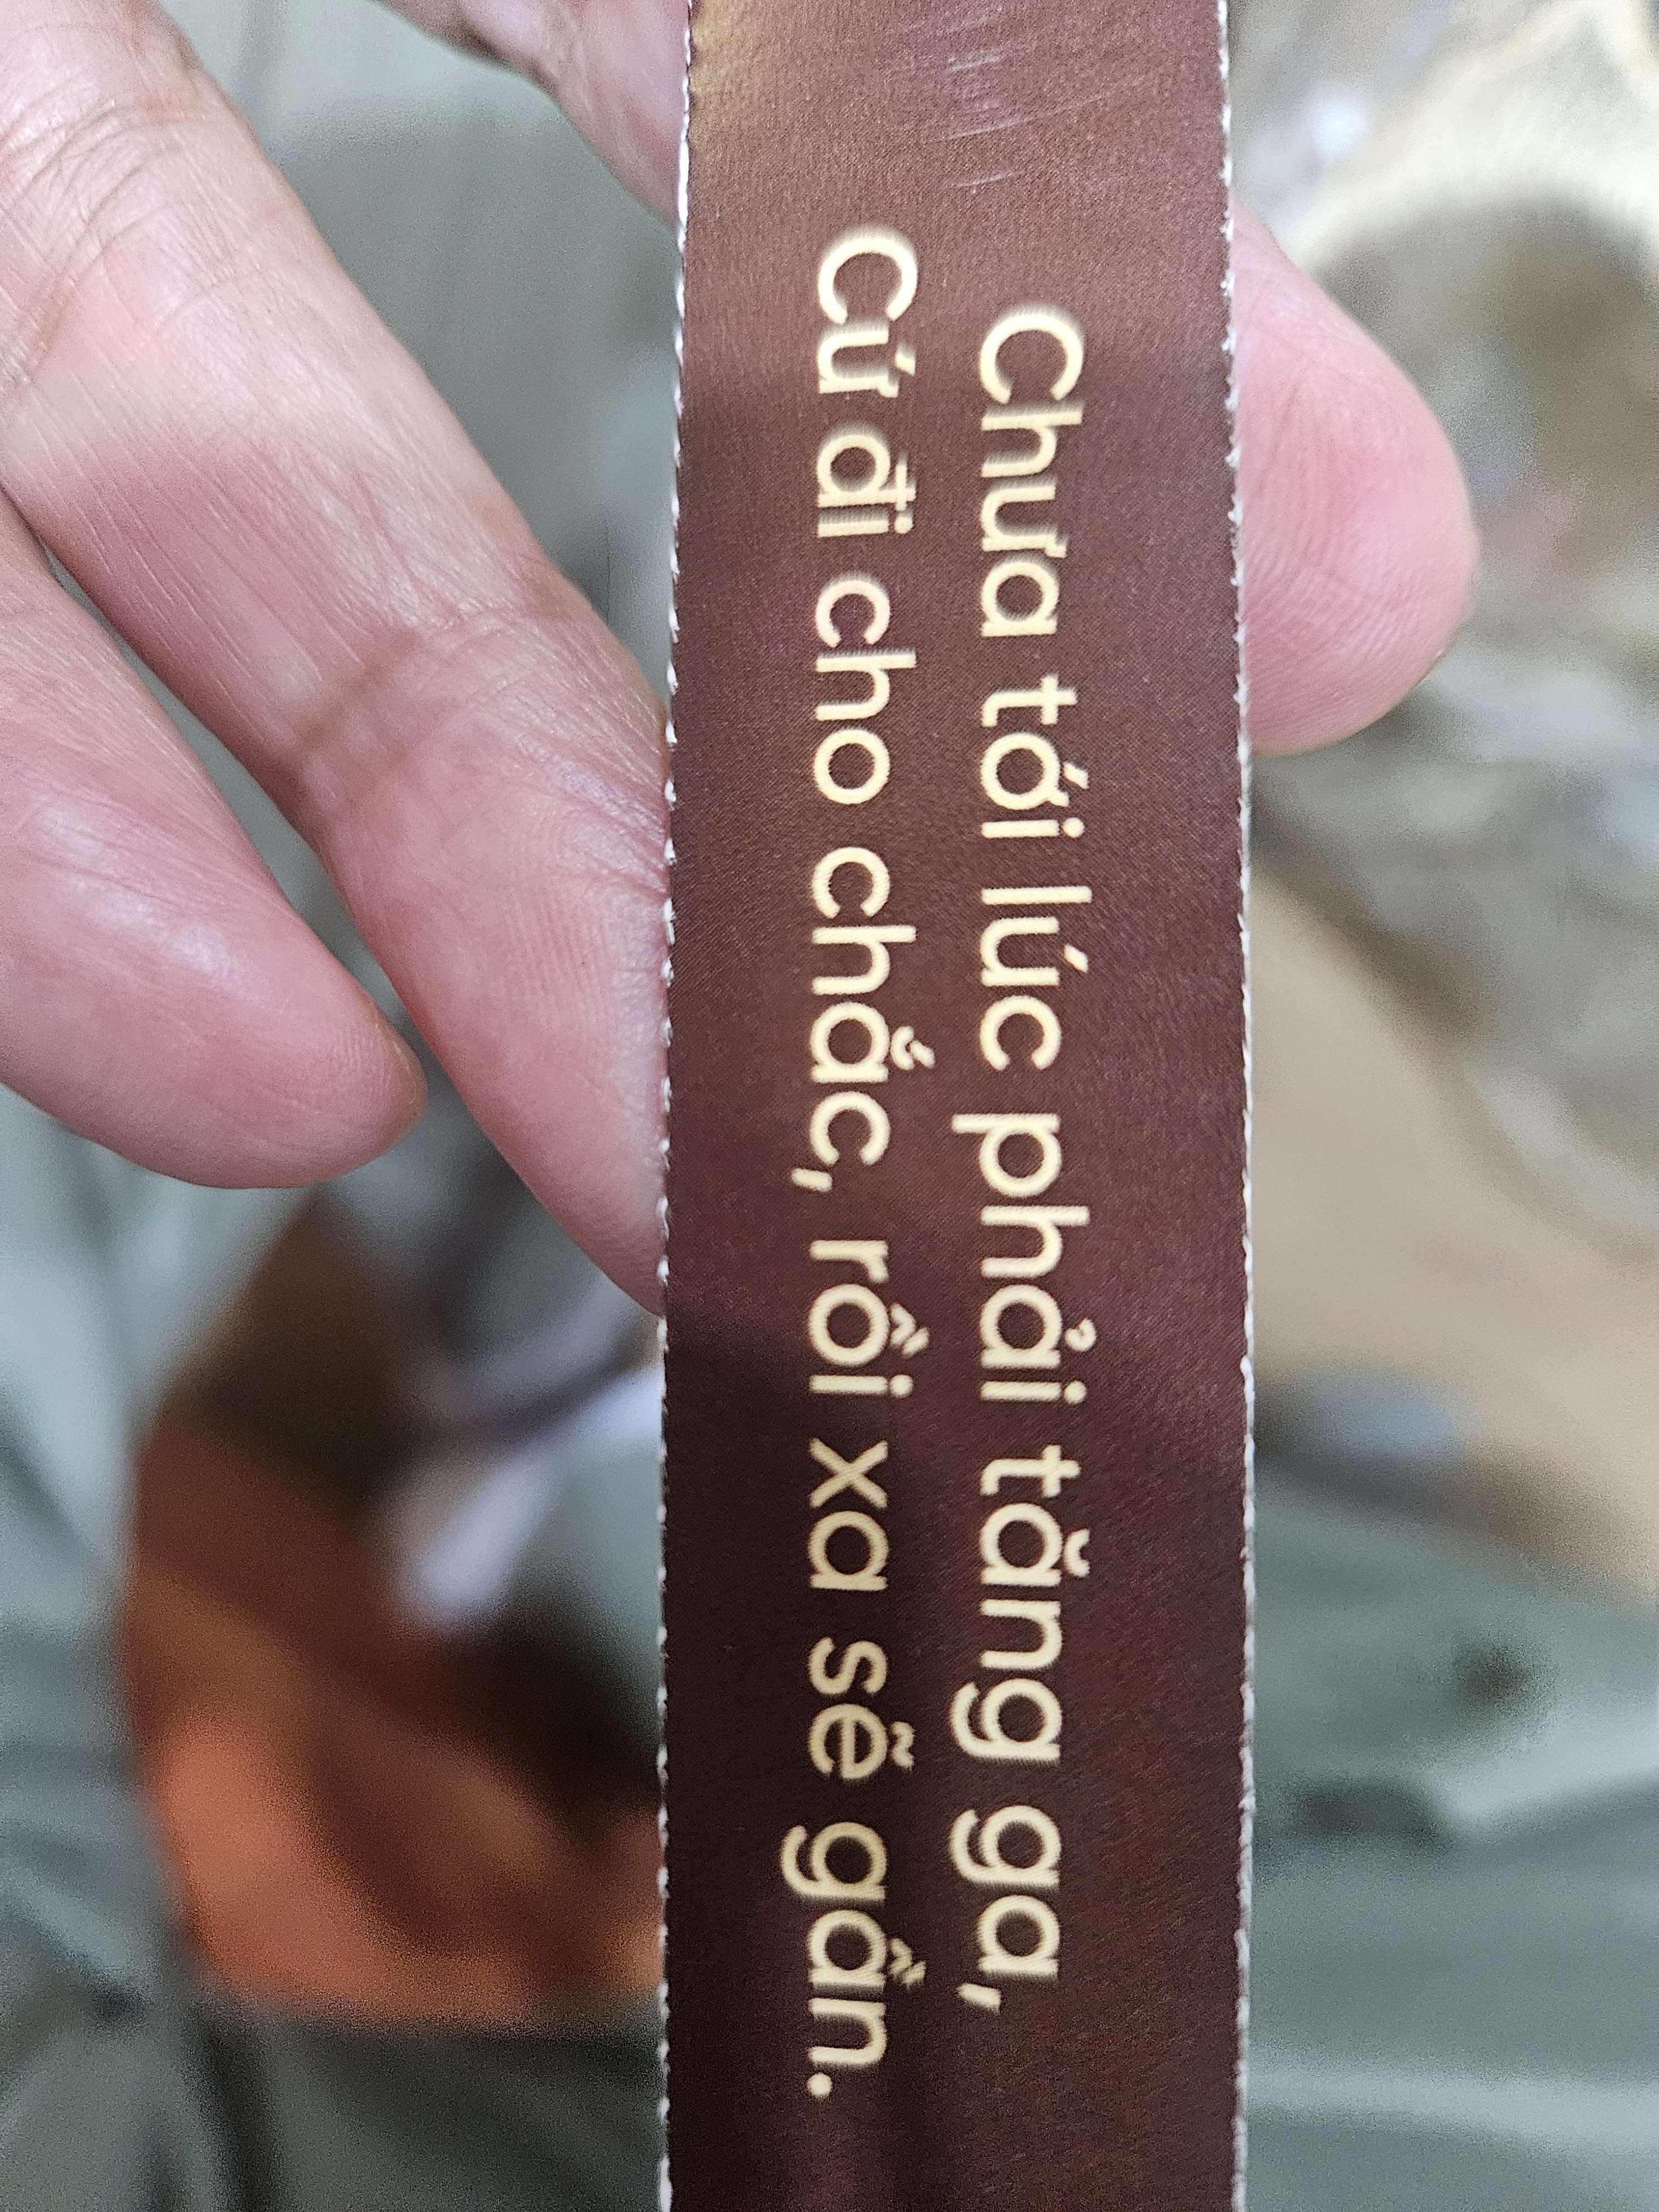 Chưa tới lúc phải tăng ga,
Cứ đi cho chắc, rồi xa sẽ gần.